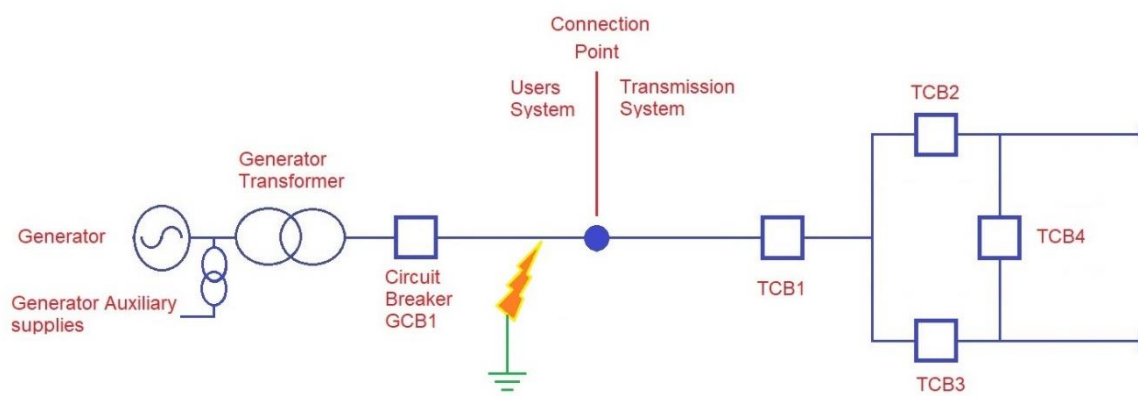 Connection
Point
Users
System
Transmission
System
TCB2
Generator
Transformer
Generator
TCB4
Circuit
Breaker
GCB1
TCB1
Generator Auxiliary
supplies
TCB3